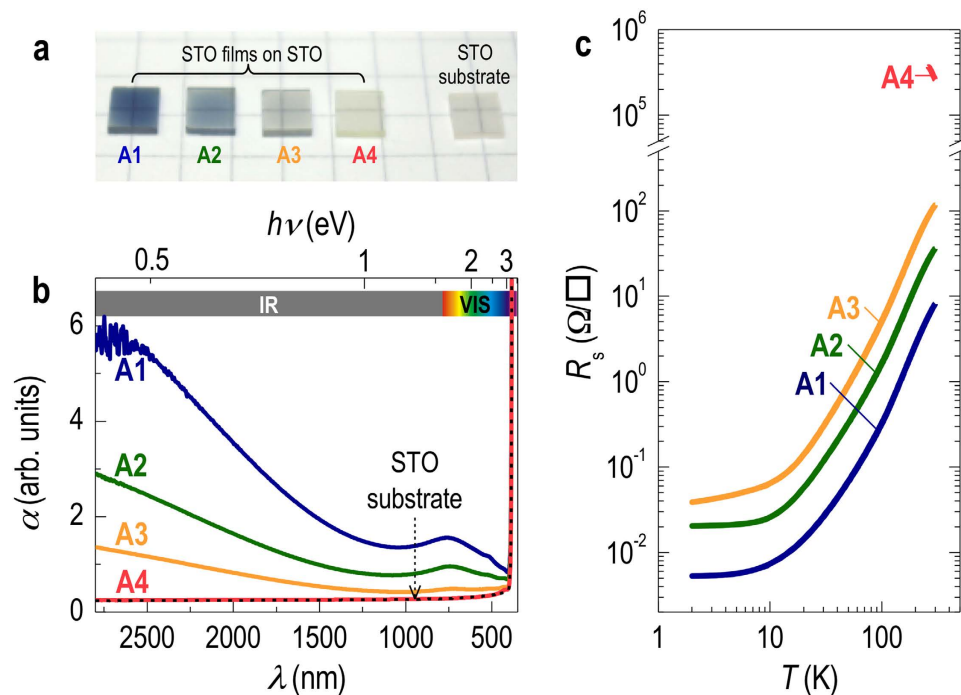 a
STO films on STO
STO
substrate
A1 A2 A3 A4
hν (eV)
0.5 1 2 3
b
IR VIS
6
4
2
0
α (arb. units)
A1
A2
A3
A4
STO
substrate
2500 2000 1500 1000 500
λ (nm)
c
10⁶
10⁵
10²
10¹
10⁰
10⁻¹
10⁻²
Rₛ (Ω/□)
A4
A3
A2
A1
1 10 100
T (K)